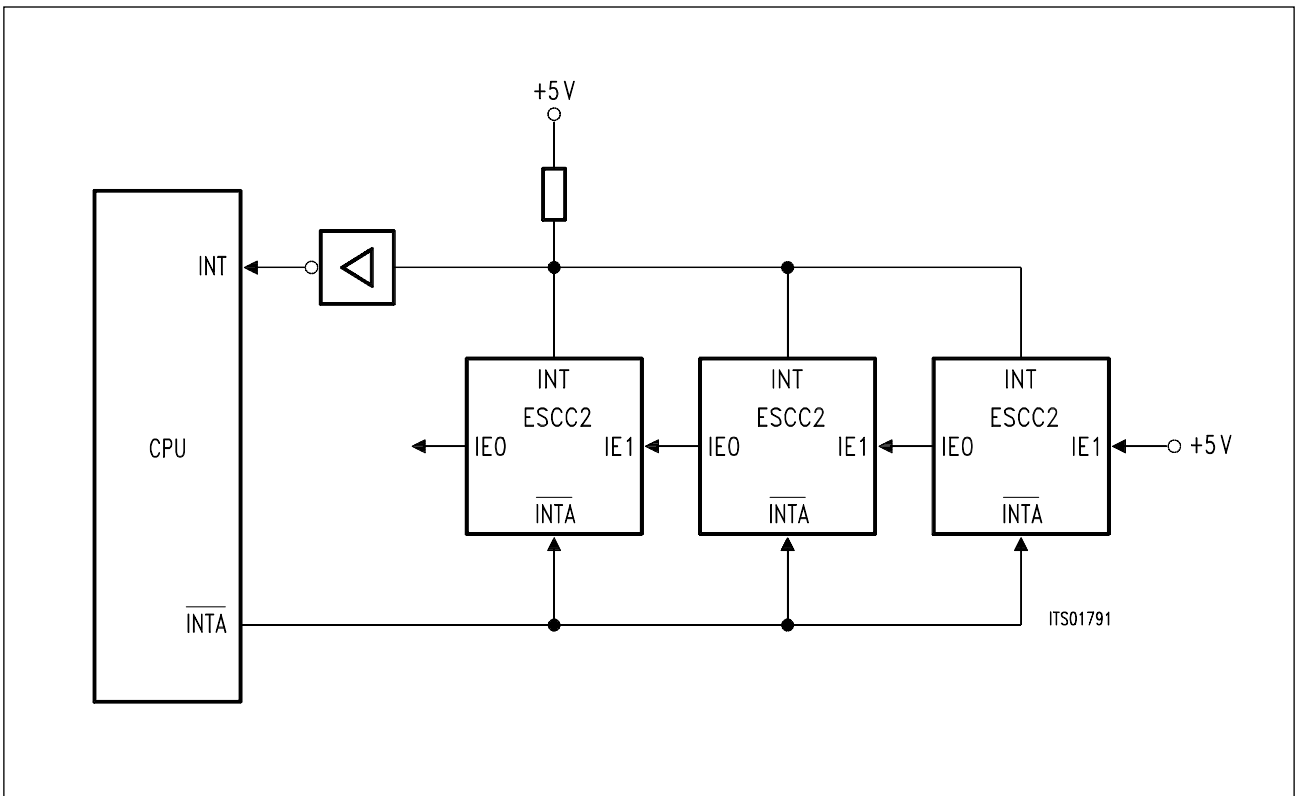 +5 V
INT
INT
INT
INT
ESCC2
ESCC2
ESCC2
CPU
IE0
IE1
IE0
IE1
IE0
IE1
+5 V
INTA
INTA
INTA
INTA
ITS01791